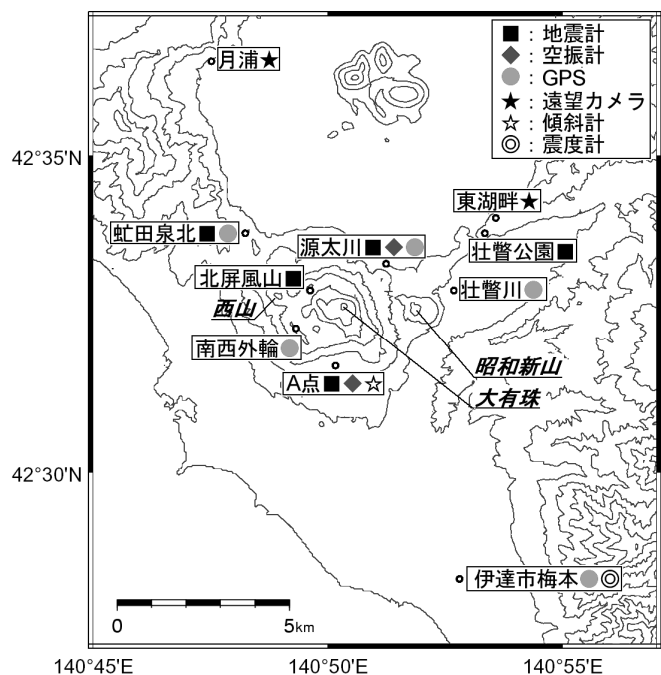 ■：地震計
◆：空振計
●：GPS
★：遠望カメラ
☆：傾斜計
◎：震度計
月浦★
42°35'N
東湖畔★
虻田泉北■●
源太川■◆●
壮瞥公園■
北屏風山■
壮瞥川●
西山
南西外輪●
昭和新山
A点■◆☆
大有珠
42°30'N
伊達市梅本●◎
0 5km
140°45'E 140°50'E 140°55'E